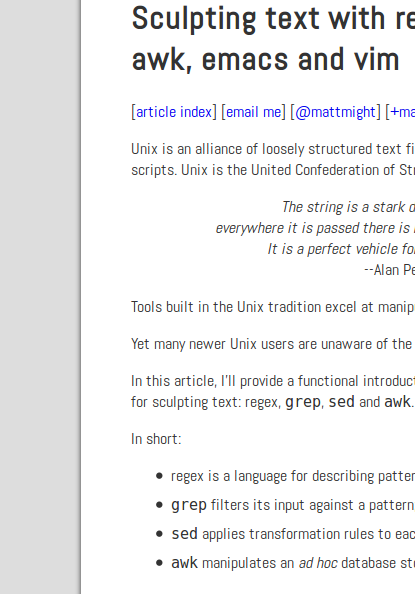 Sculpting text with re
awk, emacs and vim
[article index] [email me] [@mattmight] [+ma
Unix is an alliance of loosely structured text fi
scripts. Unix is the United Confederation of Str
The string is a stark d
everywhere it is passed there is
It is a perfect vehicle fo
--Alan Pe
Tools built in the Unix tradition excel at manip
Yet many newer Unix users are unaware of the
In this article, I'll provide a functional introduct
for sculpting text: regex, grep, sed and awk.
In short:
• regex is a language for describing patter
• grep filters its input against a pattern
• sed applies transformation rules to eac
• awk manipulates an ad hoc database sto